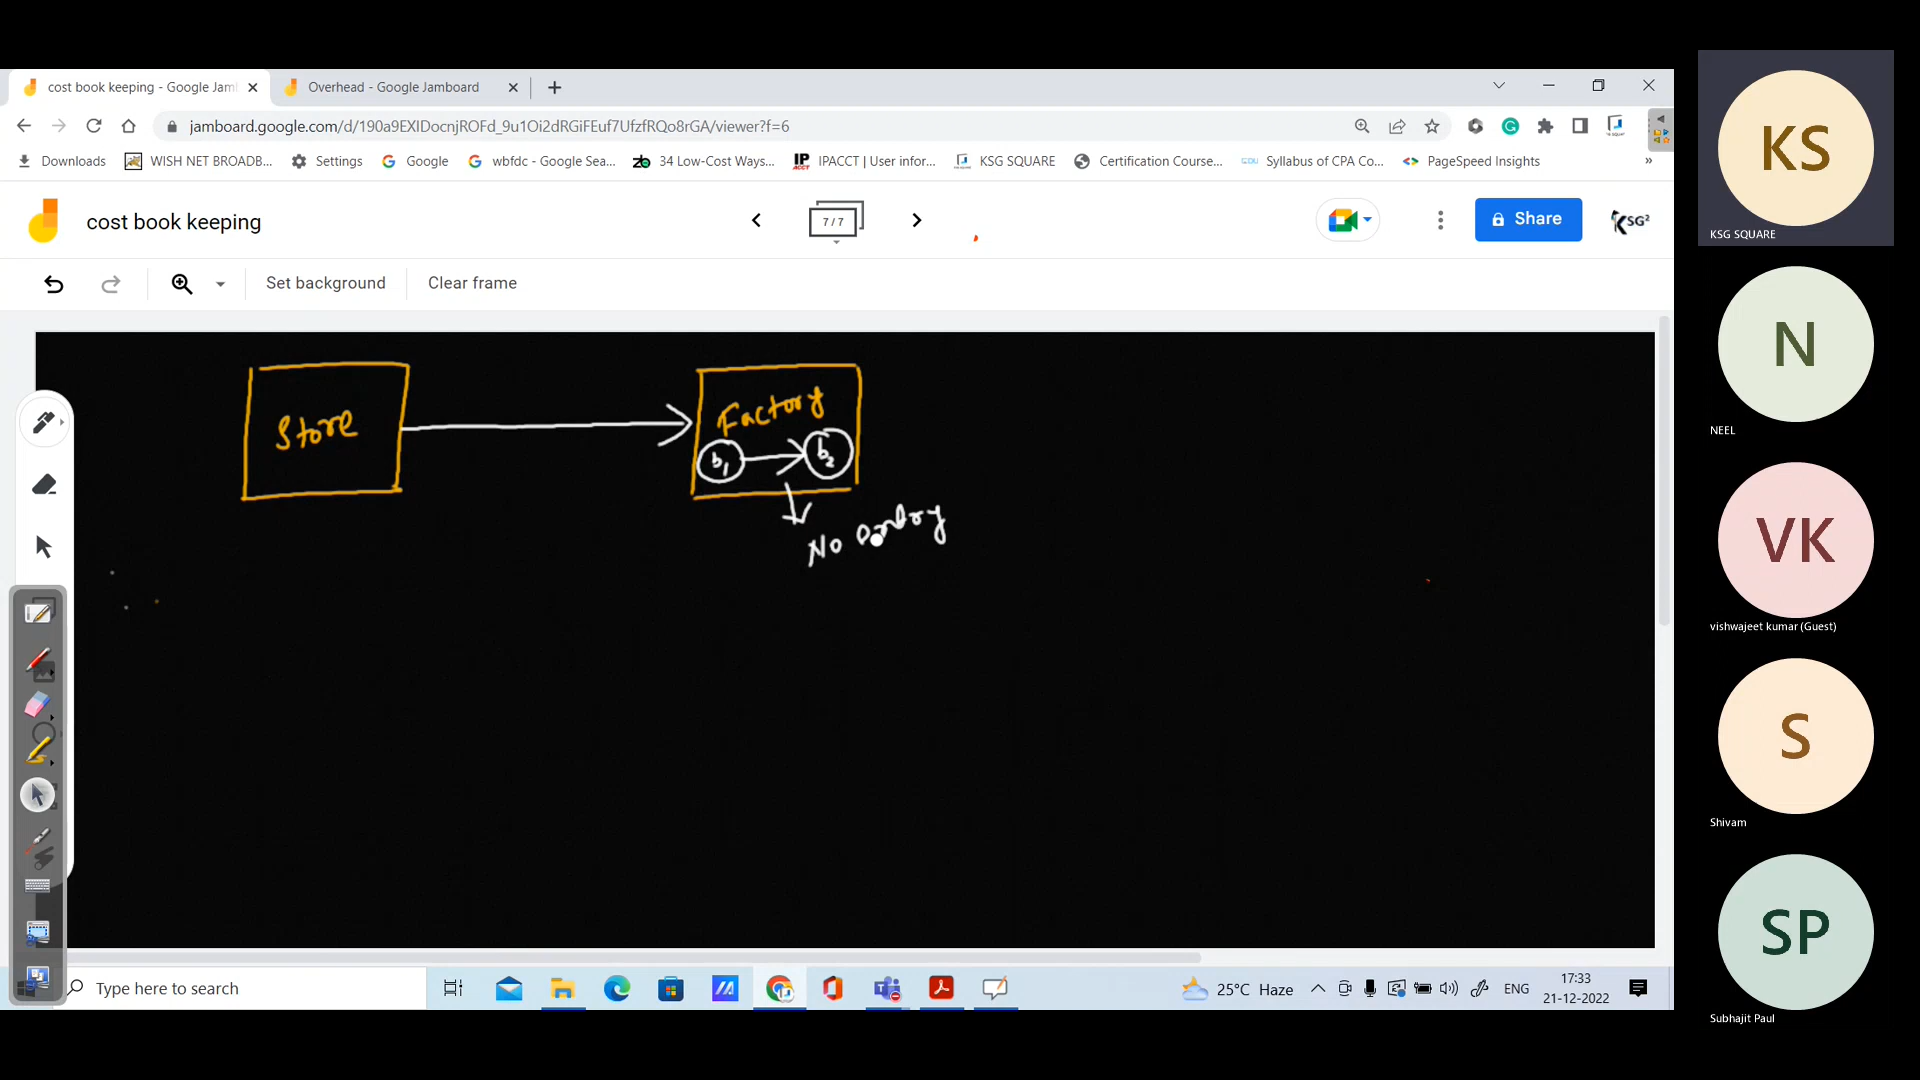 cost book keeping - Google Jam
Overhead - Google Jamboard
jamboard.google.com/d/190a9EXIDocnjROFd_9u1Oi2dRGiFEuf7UfzfRQo8rGA/viewer?f=6
Downloads
WISH NET BROADB...
Settings
Google
wbfdc - Google Sea...
34 Low-Cost Ways...
IPACCT | User infor...
KSG SQUARE
Certification Course...
Syllabus of CPA Co...
PageSpeed Insights
»
cost book keeping
7 / 7
Share
KSG²
Set background
Clear frame
Store
Factory
b1
b2
No entry
KS
KSG SQUARE
N
NEEL
VK
vishwajeet kumar (Guest)
S
Shivam
SP
Subhajit Paul
Type here to search
25°C Haze
ENG
17:33
21-12-2022